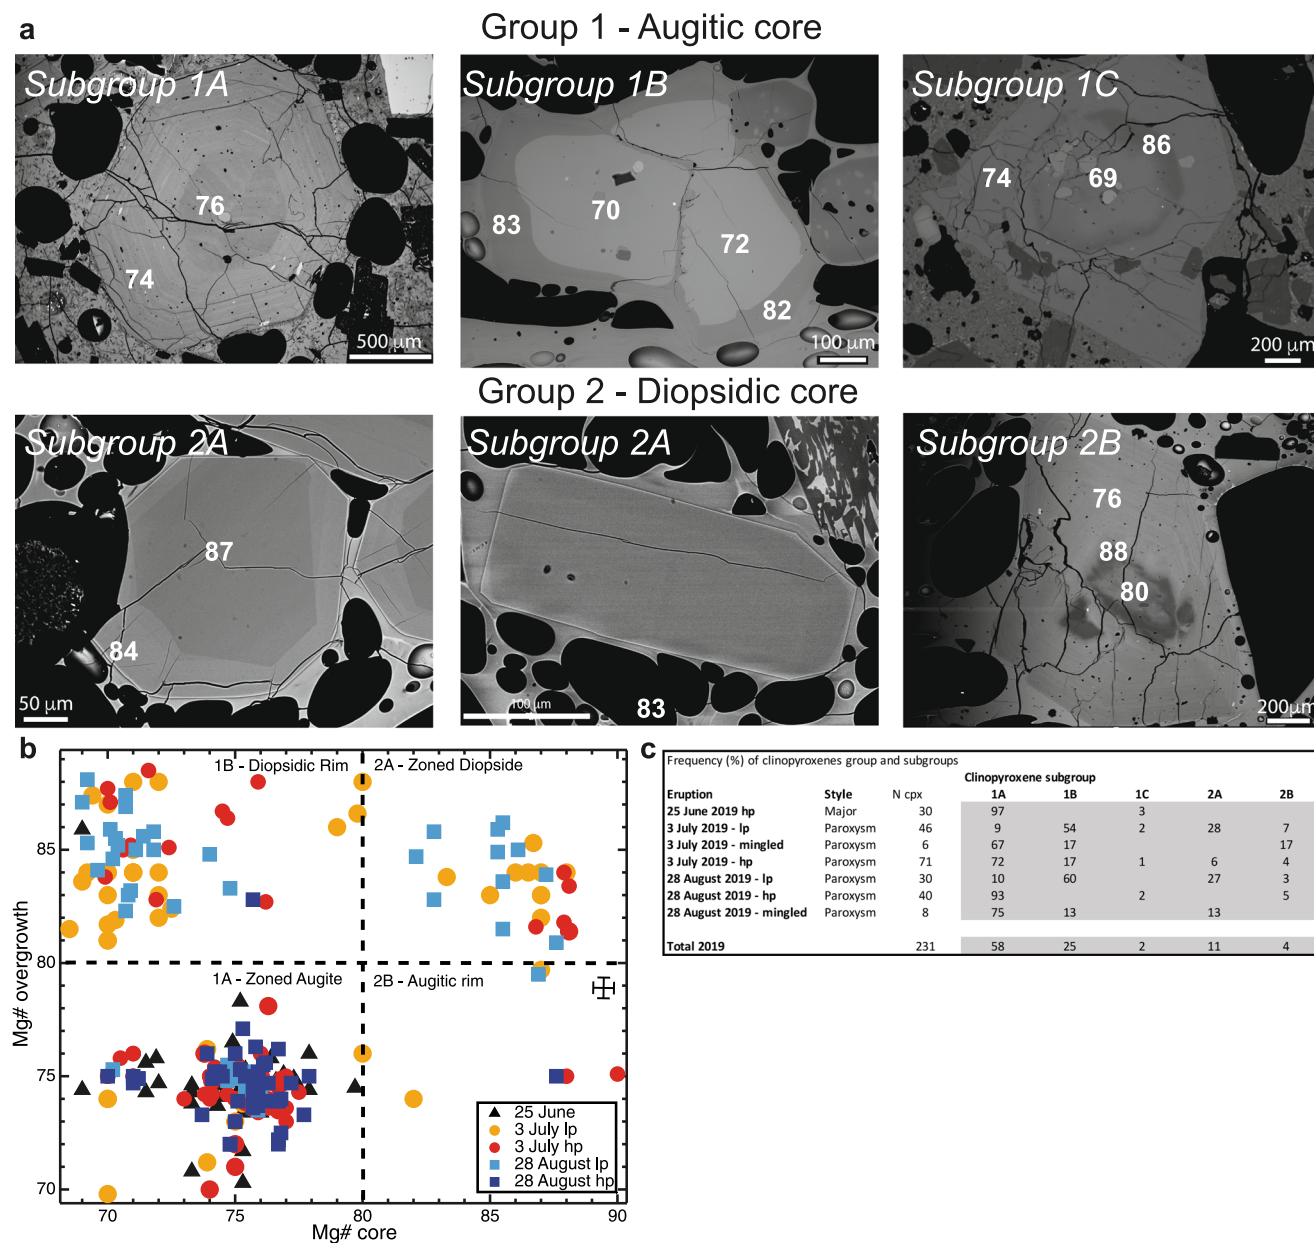 a
Group 1 - Augitic core
Subgroup 1A
76
74
500 μm
Subgroup 1B
70
83
72
82
100 μm
Subgroup 1C
86
74
69
200 μm
Group 2 - Diopsidic core
Subgroup 2A
87
84
50 μm
Subgroup 2A
100 μm
83
Subgroup 2B
76
88
80
200μm
b
1B - Diopsidic Rim
2A - Zoned Diopside
1A - Zoned Augite
2B - Augitic rim
85
80
75
70
Mg# overgrowth
70 75 80 85 90
Mg# core
25 June
3 July lp
3 July hp
28 August lp
28 August hp
c
Frequency (%) of clinopyroxenes group and subgroups
Clinopyroxene subgroup
Eruption Style N cpx 1A 1B 1C 2A 2B
25 June 2019 hp Major 30 97 3
3 July 2019 - lp Paroxysm 46 9 54 2 28 7
3 July 2019 - mingled Paroxysm 6 67 17 17
3 July 2019 - hp Paroxysm 71 72 17 1 6 4
28 August 2019 - lp Paroxysm 30 10 60 27 3
28 August 2019 - hp Paroxysm 40 93 2 5
28 August 2019 - mingled Paroxysm 8 75 13 13
Total 2019 231 58 25 2 11 4